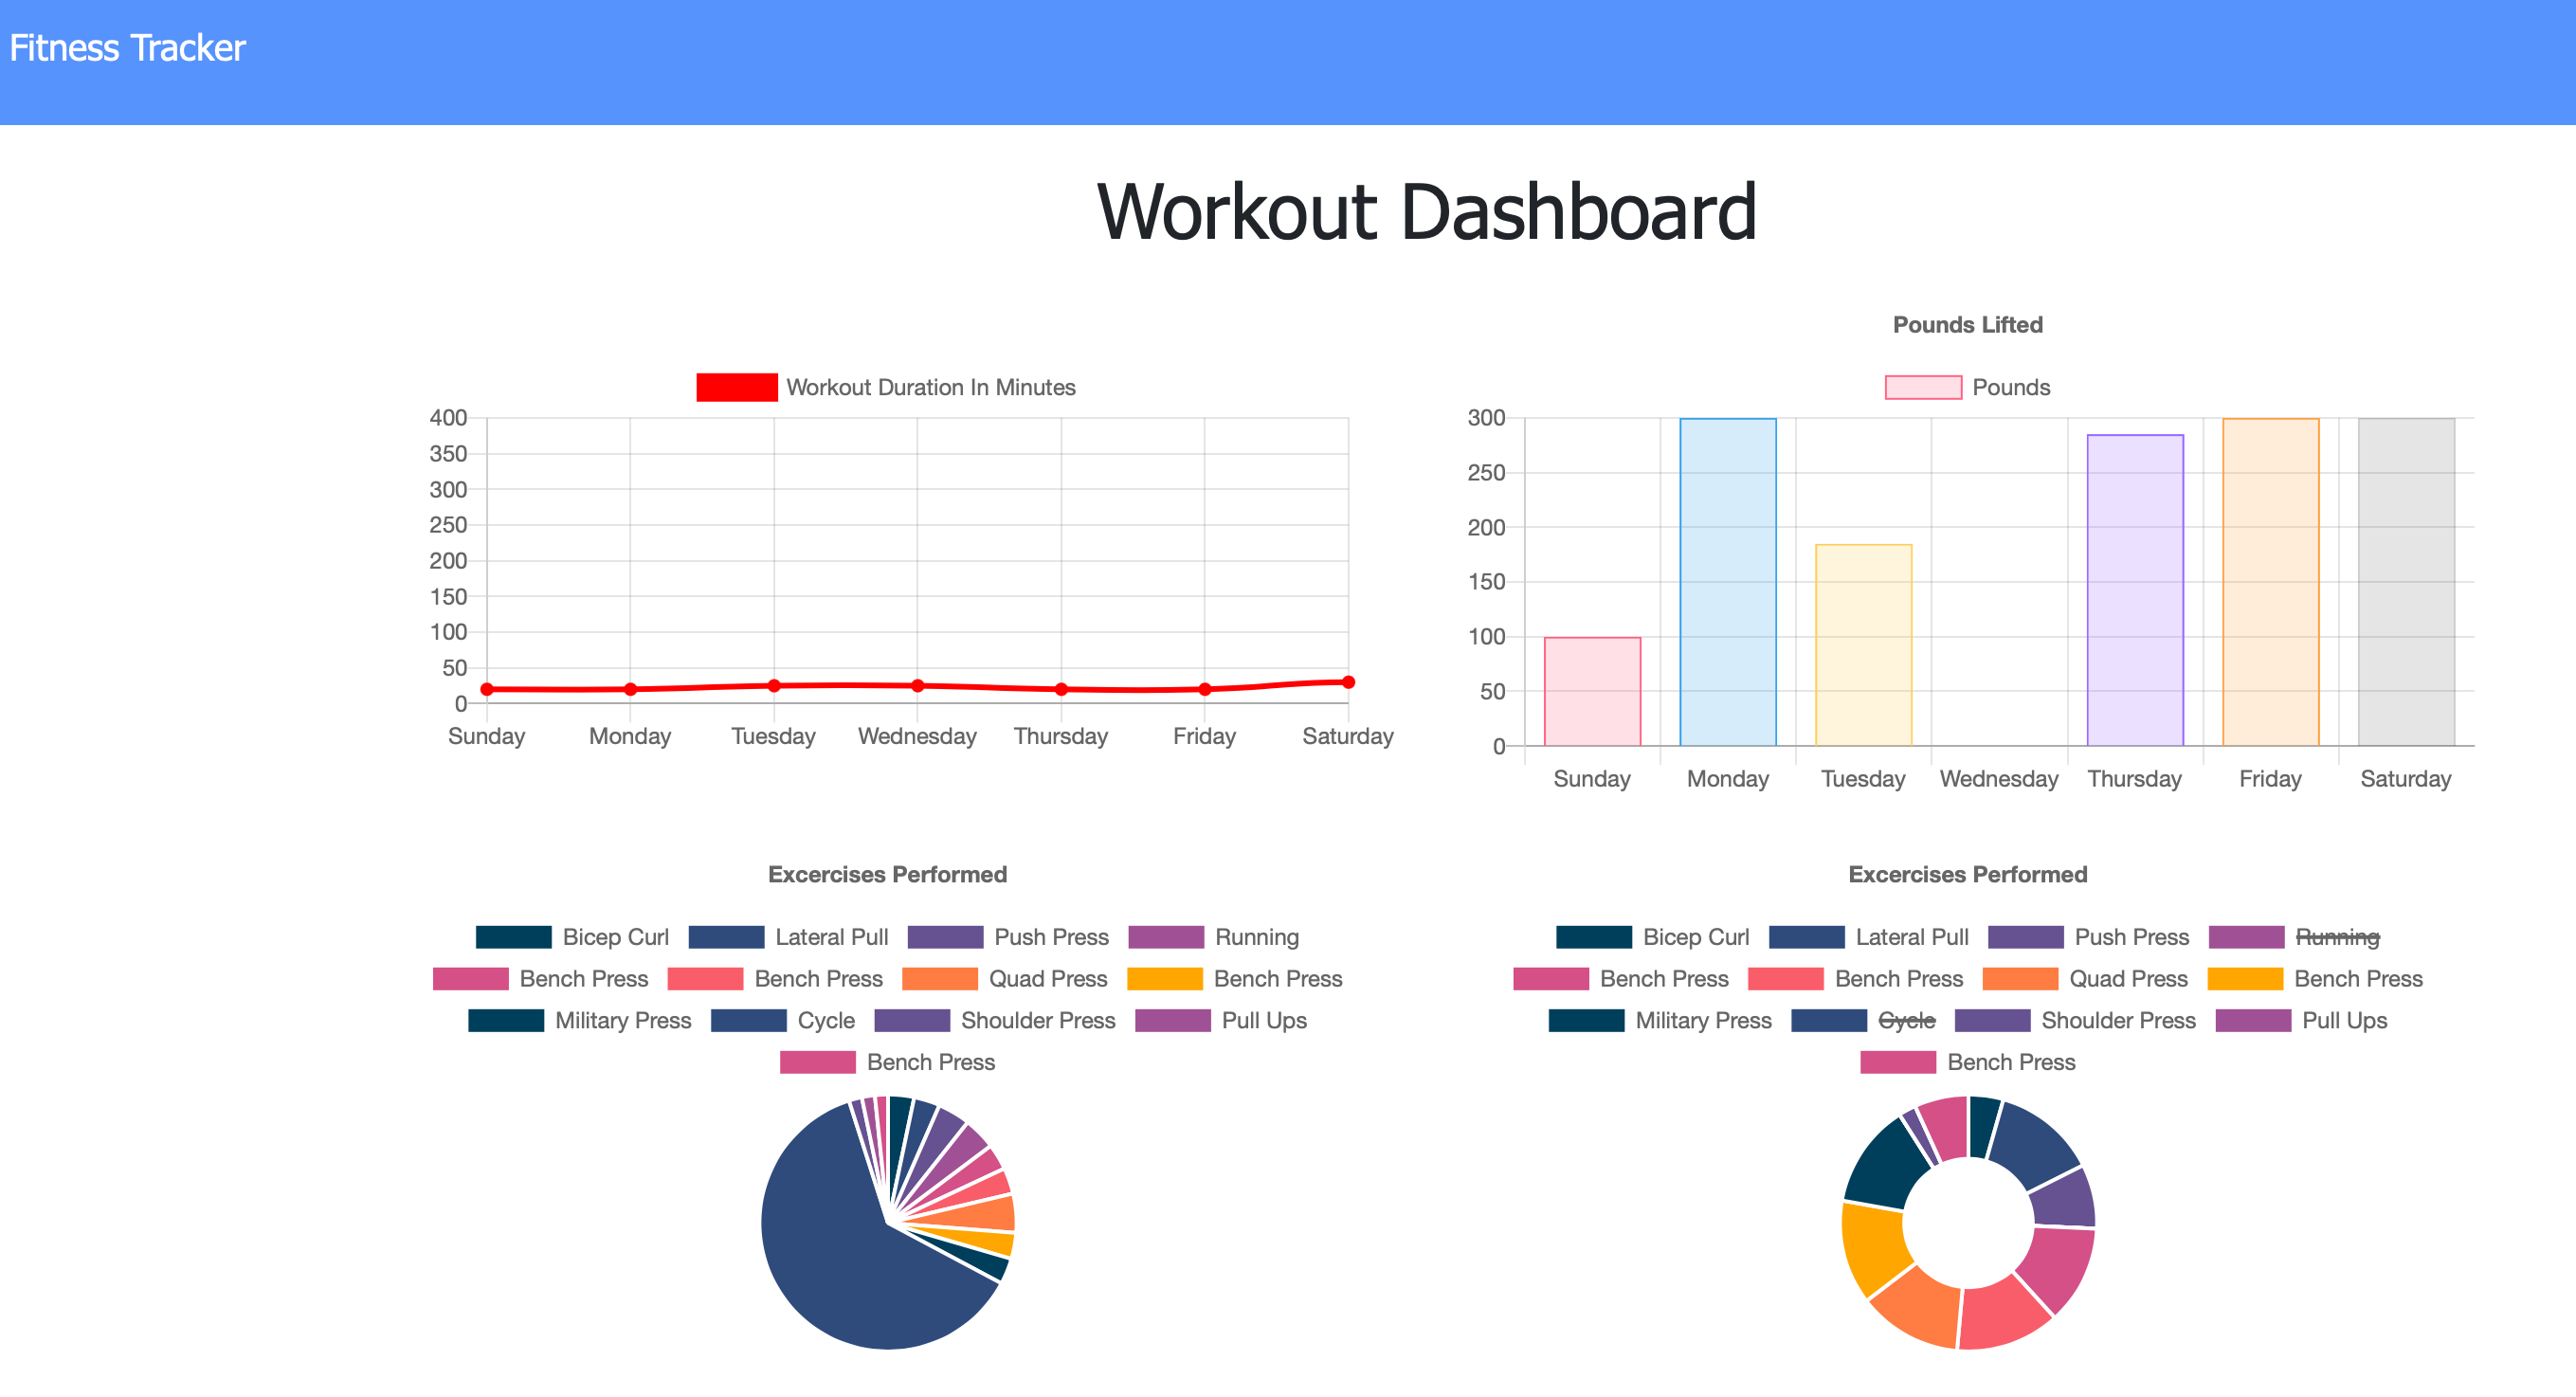 Fitness Tracker
Workout Dashboard
Workout Duration In Minutes
400
350
300
250
200
150
100
50
0
Sunday Monday Tuesday Wednesday Thursday Friday Saturday
Pounds Lifted
Pounds
300
250
200
150
100
50
0
Sunday Monday Tuesday Wednesday Thursday Friday Saturday
Excercises Performed
Bicep Curl Lateral Pull Push Press Running
Bench Press Bench Press Quad Press Bench Press
Military Press Cycle Shoulder Press Pull Ups
Bench Press
Excercises Performed
Bicep Curl Lateral Pull Push Press Running
Bench Press Bench Press Quad Press Bench Press
Military Press Cycle Shoulder Press Pull Ups
Bench Press